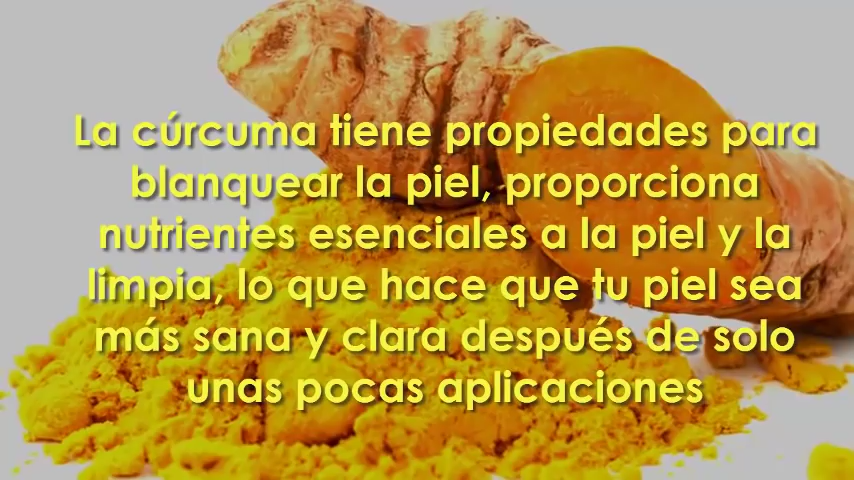 La cúrcuma tiene propiedades para
blanquear la piel, proporciona
nutrientes esenciales a la piel y la
limpia, lo que hace que tu piel sea
más sana y clara después de solo
unas pocas aplicaciones